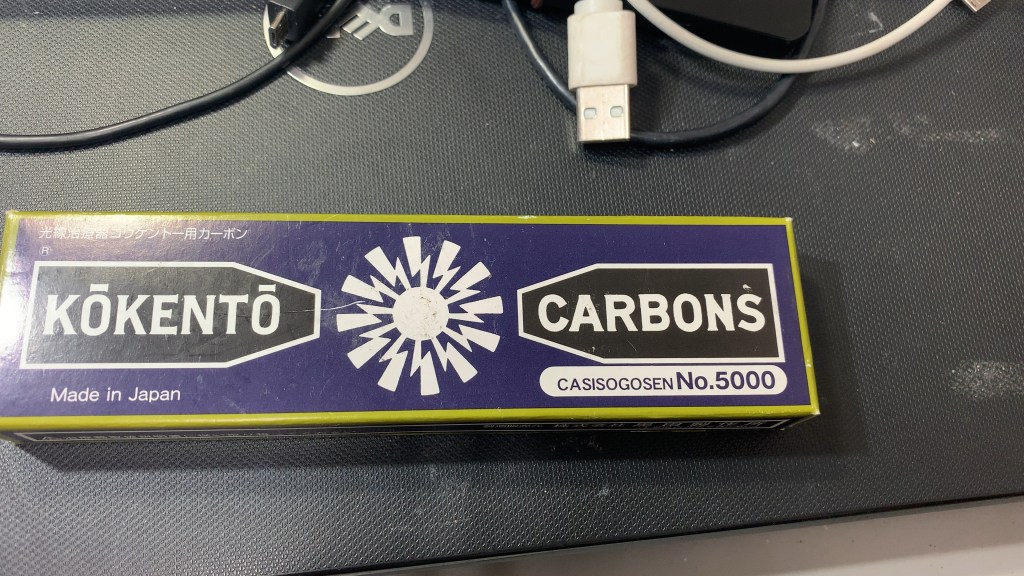 DELL
光線治療器コウケントー用カーボン
®
KŌKENTŌ
CARBONS
CASISOGOSEN No.5000
Made in Japan